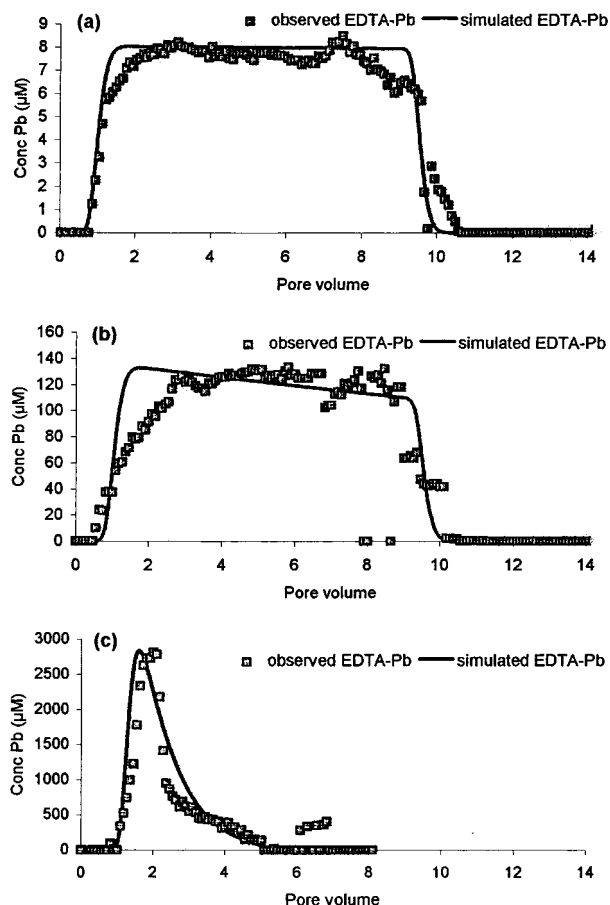 (a)
observed EDTA-Pb
simulated EDTA-Pb
9
8
7
6
5
4
3
2
1
0
Conc Pb (µM)
0 2 4 6 8 10 12 14
Pore volume
(b)
observed EDTA-Pb
simulated EDTA-Pb
160
140
120
100
80
60
40
20
0
Conc Pb (µM)
0 2 4 6 8 10 12 14
Pore volume
(c)
observed EDTA-Pb
simulated EDTA-Pb
3000
2500
2000
1500
1000
500
0
Conc Pb (µM)
0 2 4 6 8 10 12 14
Pore volume